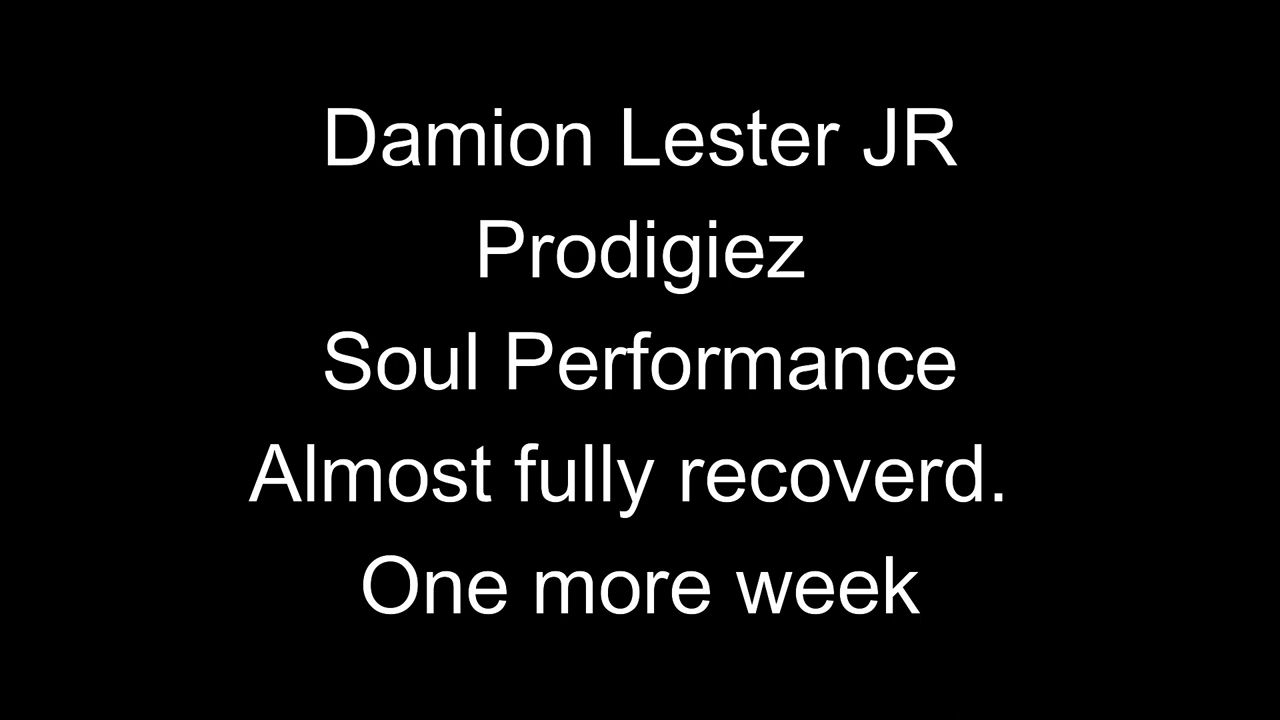 Damion Lester JR
Prodigiez
Soul Performance
Almost fully recoverd.
One more week